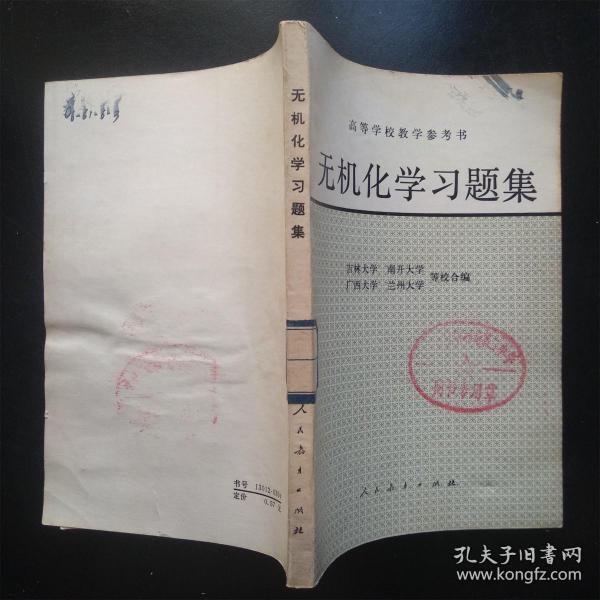 高等学校教学参考书
无机化学习题集
吉林大学 南开大学
广西大学 兰州大学 等校合编
人民教育出版社
无机化学习题集
人民教育出版社
书号
定价 0.67 元
孔夫子旧书网
www.kongfz.com